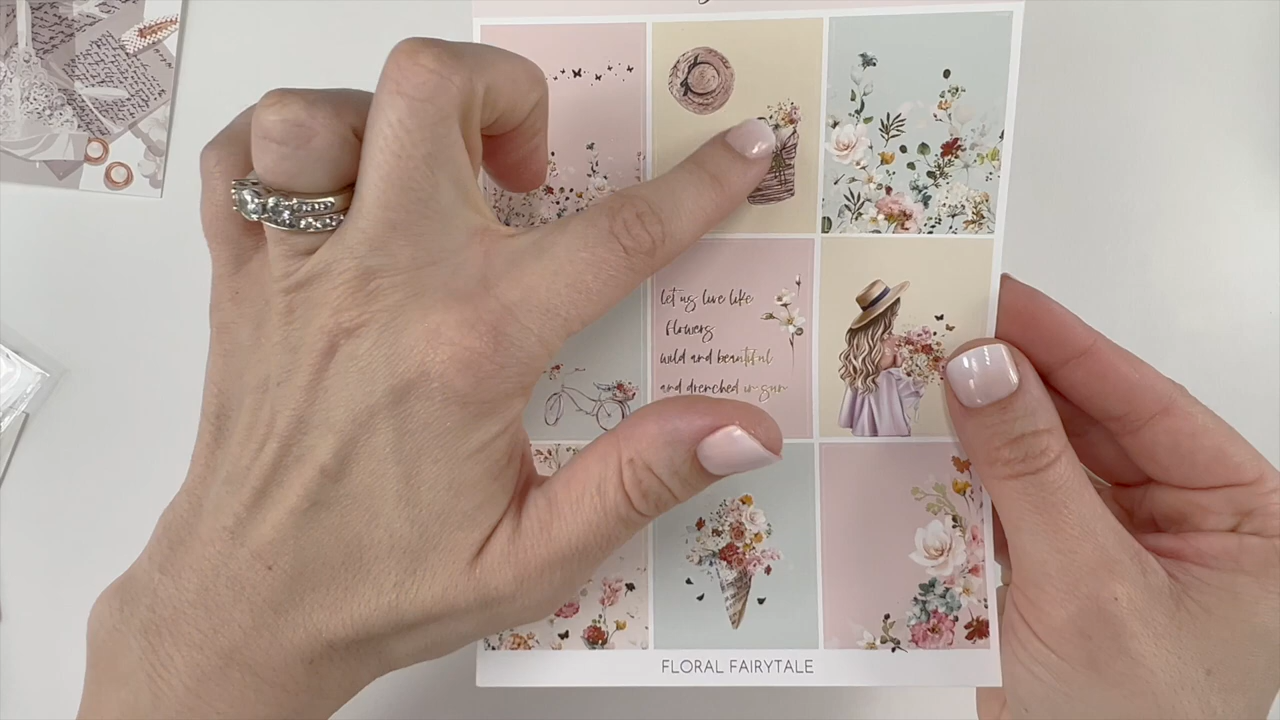 let us live like
flowers
wild and beautiful
and drenched in sun
FLORAL FAIRYTALE